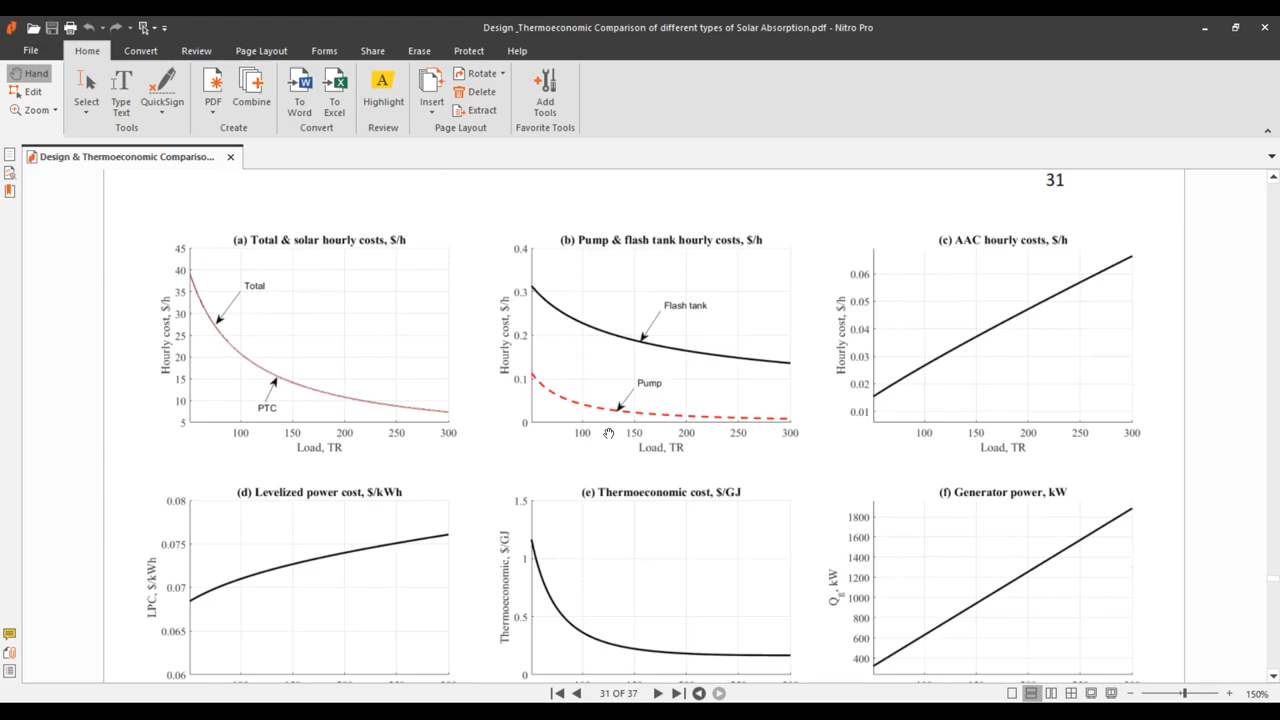 Design _Thermoeconomic Comparison of different types of Solar Absorption.pdf - Nitro Pro
File Home Convert Review Page Layout Forms Share Erase Protect Help
Hand
Edit
Zoom
Select
Type Text
QuickSign
Tools
PDF
Combine
Create
To Word
To Excel
Convert
Highlight
Review
Insert
Rotate
Delete
Extract
Page Layout
Add Tools
Favorite Tools
Design & Thermoeconomic Compariso...
31
(a) Total & solar hourly costs, $/h
Hourly cost, $/h
45
40
35
30
25
20
15
10
5
Total
PTC
100 150 200 250 300
Load, TR
(b) Pump & flash tank hourly costs, $/h
Hourly cost, $/h
0.4
0.3
0.2
0.1
0
Flash tank
Pump
100 150 200 250 300
Load, TR
(c) AAC hourly costs, $/h
Hourly cost, $/h
0.06
0.05
0.04
0.03
0.02
0.01
100 150 200 250 300
Load, TR
(d) Levelized power cost, $/kWh
LPC, $/kWh
0.08
0.075
0.07
0.065
0.06
(e) Thermoeconomic cost, $/GJ
Thermoeconomic, $/GJ
1.5
1
0.5
0
(f) Generator power, kW
Qg, kW
1800
1600
1400
1200
1000
800
600
400
31 OF 37
150%